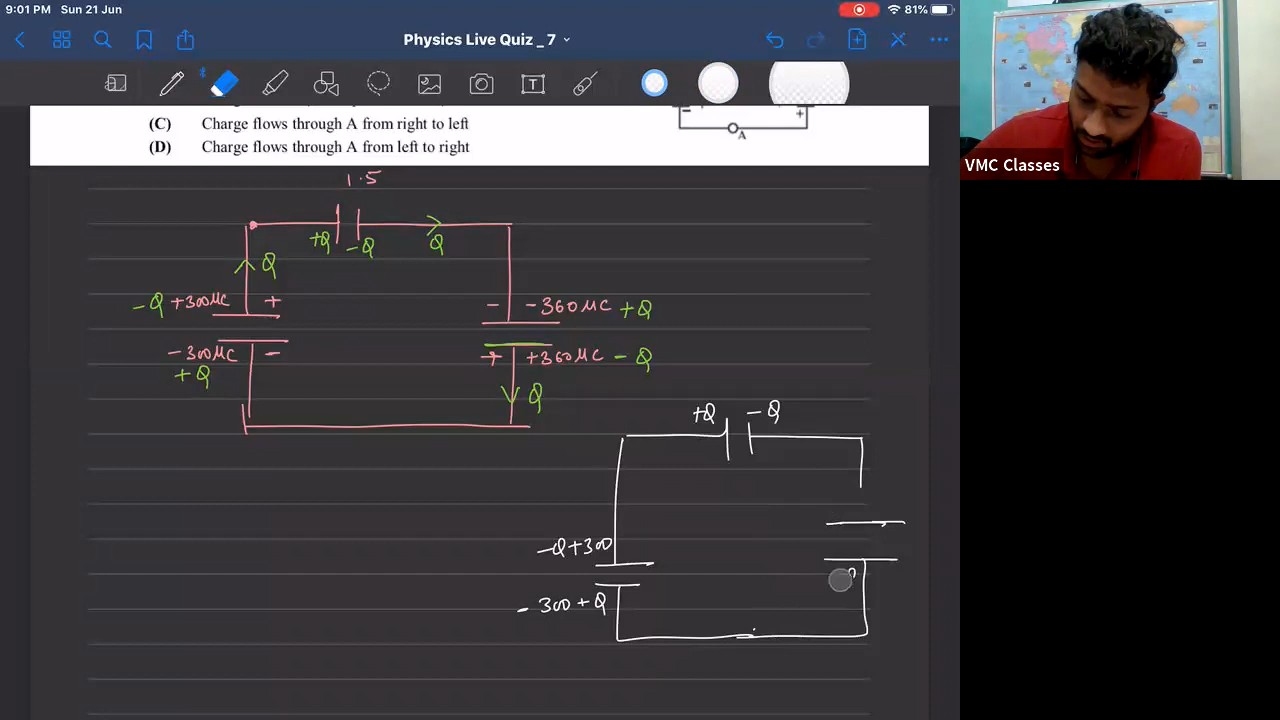 9:01 PM Sun 21 Jun
81%
Physics Live Quiz _ 7
T
(C) Charge flows through A from right to left
(D) Charge flows through A from left to right
- +
A
VMC Classes
1.5
+Q -Q Q
Q
-Q +300μC + - -360μC +Q
-300μC - + +360μC - Q
+Q
Q
+Q -Q
-Q+300
- 300 + Q